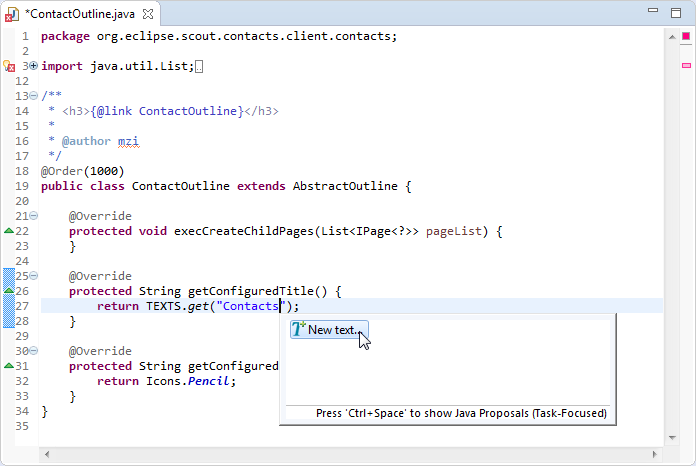 *ContactOutline.java
1 package org.eclipse.scout.contacts.client.contacts;
2
3 import java.util.List;
12
13 /**
14 * <h3>{@link ContactOutline}</h3>
15 *
16 * @author mzi
17 */
18 @Order(1000)
19 public class ContactOutline extends AbstractOutline {
20
21 @Override
22 protected void execCreateChildPages(List<IPage<?>> pageList) {
23 }
24
25 @Override
26 protected String getConfiguredTitle() {
27 return TEXTS.get("Contacts");
28 }
29
30 @Override
31 protected String getConfigured
32 return Icons.Pencil;
33 }
34 }
35
New text...
Press 'Ctrl+Space' to show Java Proposals (Task-Focused)